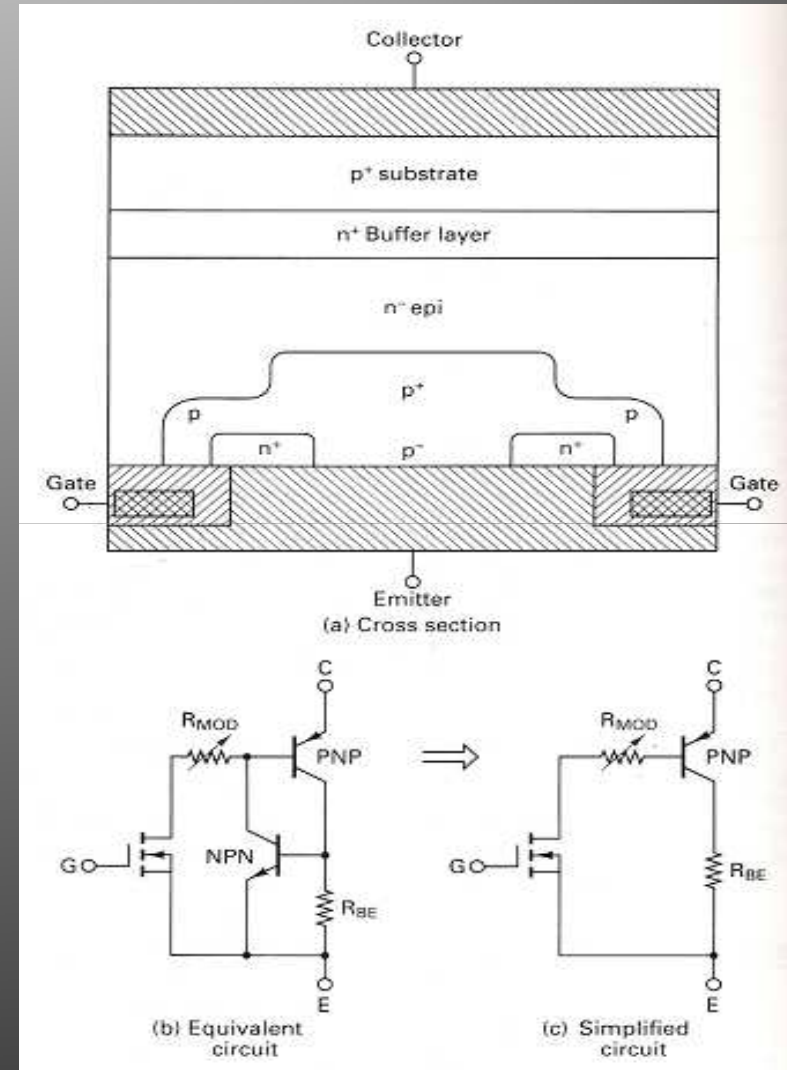 Collector
p⁺ substrate
n⁺ Buffer layer
n⁻ epi
p⁺
p
p
n⁺
p⁻
n⁺
Gate
Gate
Emitter
(a) Cross section
C
R_MOD
PNP
NPN
G
R_BE
E
(b) Equivalent
circuit
C
R_MOD
PNP
G
R_BE
E
(c) Simplified
circuit